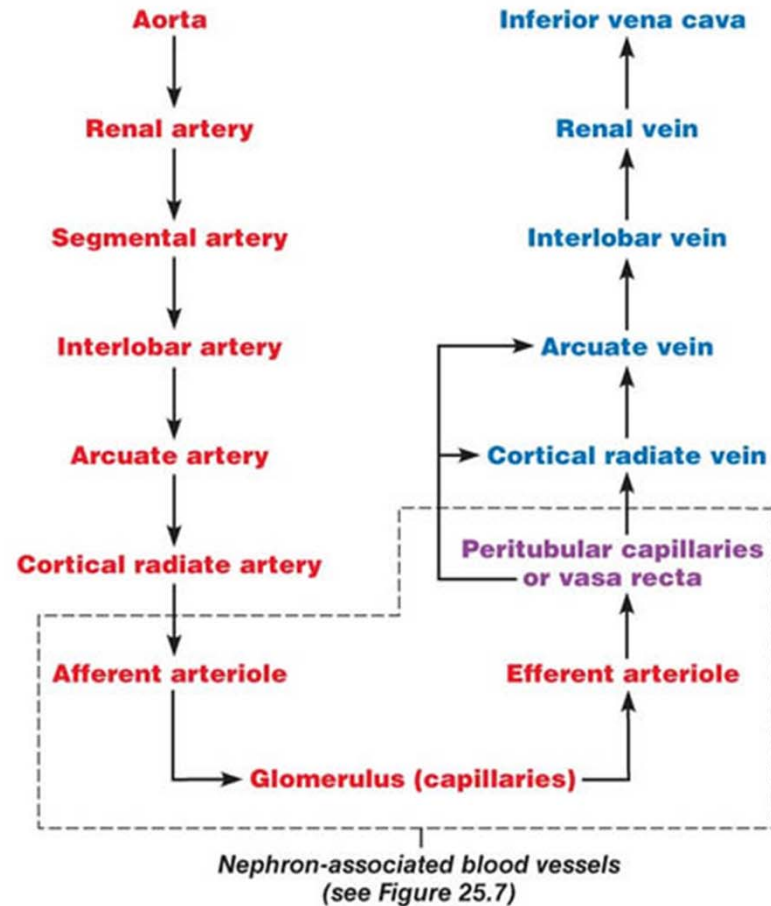 Aorta
Renal artery
Segmental artery
Interlobar artery
Arcuate artery
Cortical radiate artery
Afferent arteriole
Glomerulus (capillaries)
Efferent arteriole
Peritubular capillaries
or vasa recta
Cortical radiate vein
Arcuate vein
Interlobar vein
Renal vein
Inferior vena cava
Nephron-associated blood vessels
(see Figure 25.7)